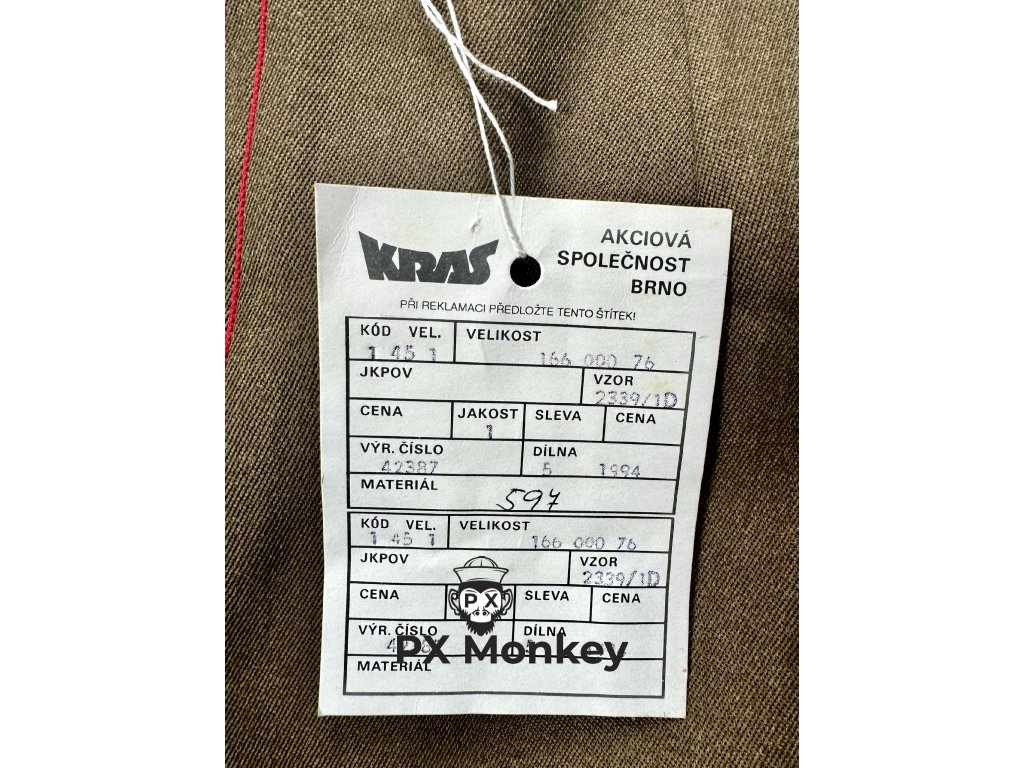 KRAS
AKCIOVÁ
SPOLEČNOST
BRNO
PŘI REKLAMACI PŘEDLOŽTE TENTO ŠTÍTEK!
KÓD VEL. VELIKOST
1 45 1 166 000 76
JKPOV VZOR
2339/1D
CENA JAKOST SLEVA CENA
1
VÝR. ČÍSLO DÍLNA
42387 5 1994
MATERIÁL
597
KÓD VEL. VELIKOST
1 45 1 166 000 76
JKPOV VZOR
2339/1D
CENA SLEVA CENA
PX
VÝR. ČÍSLO DÍLNA
PX Monkey
MATERIÁL